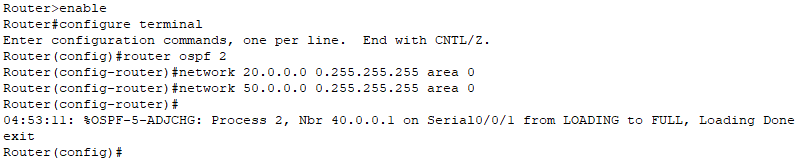 Router>enable
Router#configure terminal
Enter configuration commands, one per line.  End with CNTL/Z.
Router(config)#router ospf 2
Router(config-router)#network 20.0.0.0 0.255.255.255 area 0
Router(config-router)#network 50.0.0.0 0.255.255.255 area 0
Router(config-router)#
04:53:11: %OSPF-5-ADJCHG: Process 2, Nbr 40.0.0.1 on Serial0/0/1 from LOADING to FULL, Loading Done
exit
Router(config)#